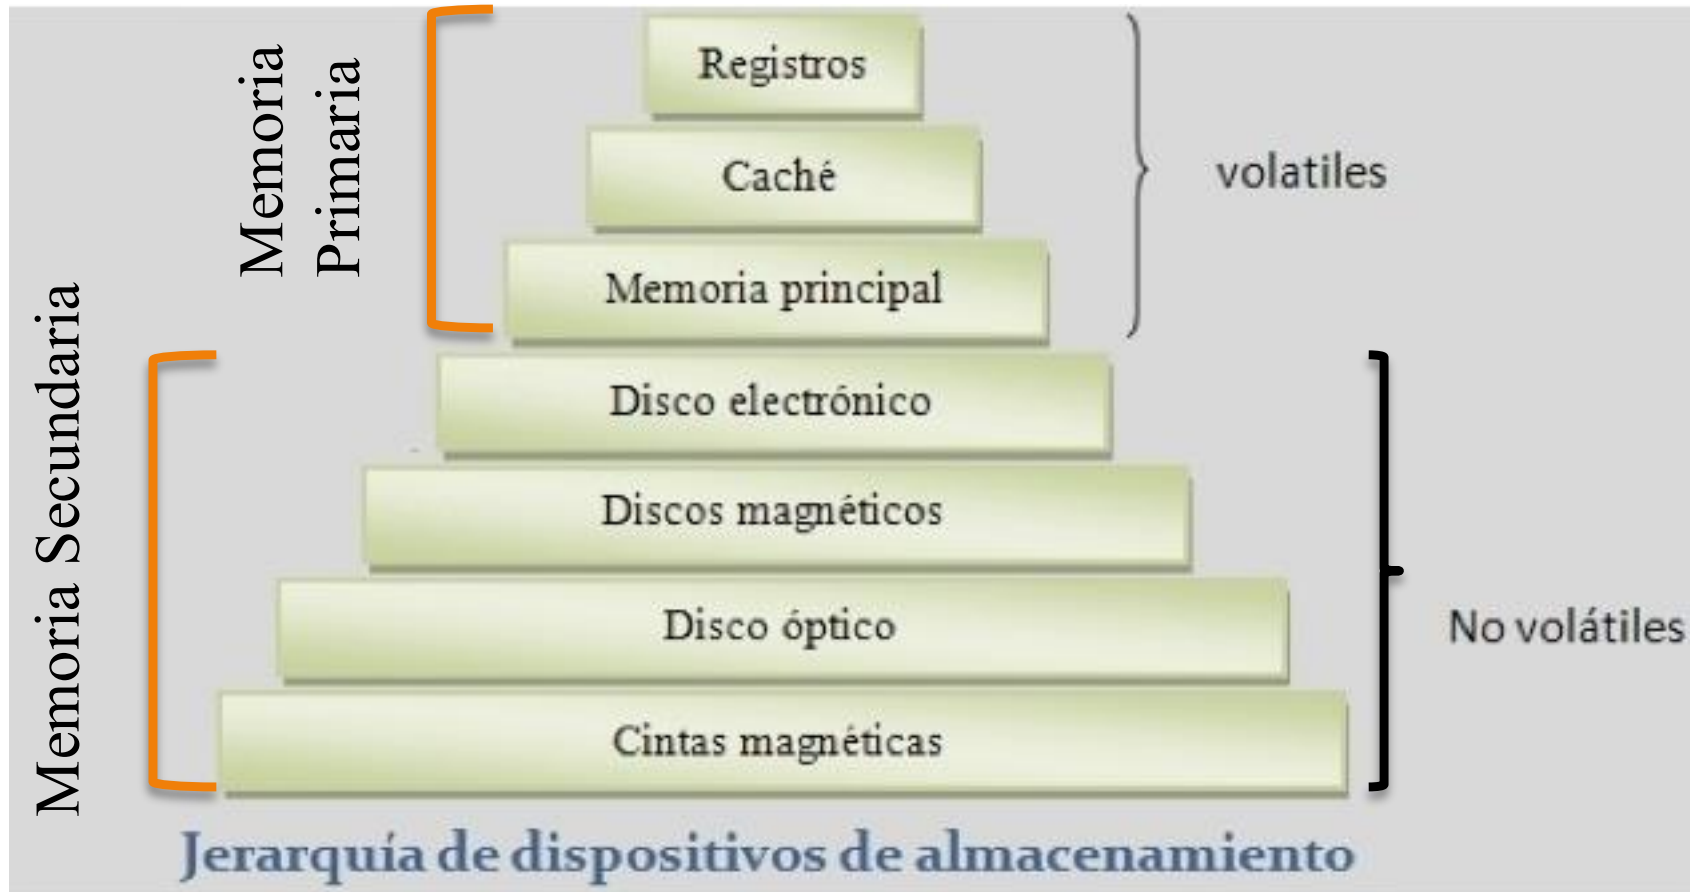 Memoria
Primaria
Registros
Caché
Memoria principal
volatiles
Memoria Secundaria
Disco electrónico
Discos magnéticos
Disco óptico
Cintas magnéticas
No volátiles
Jerarquía de dispositivos de almacenamiento